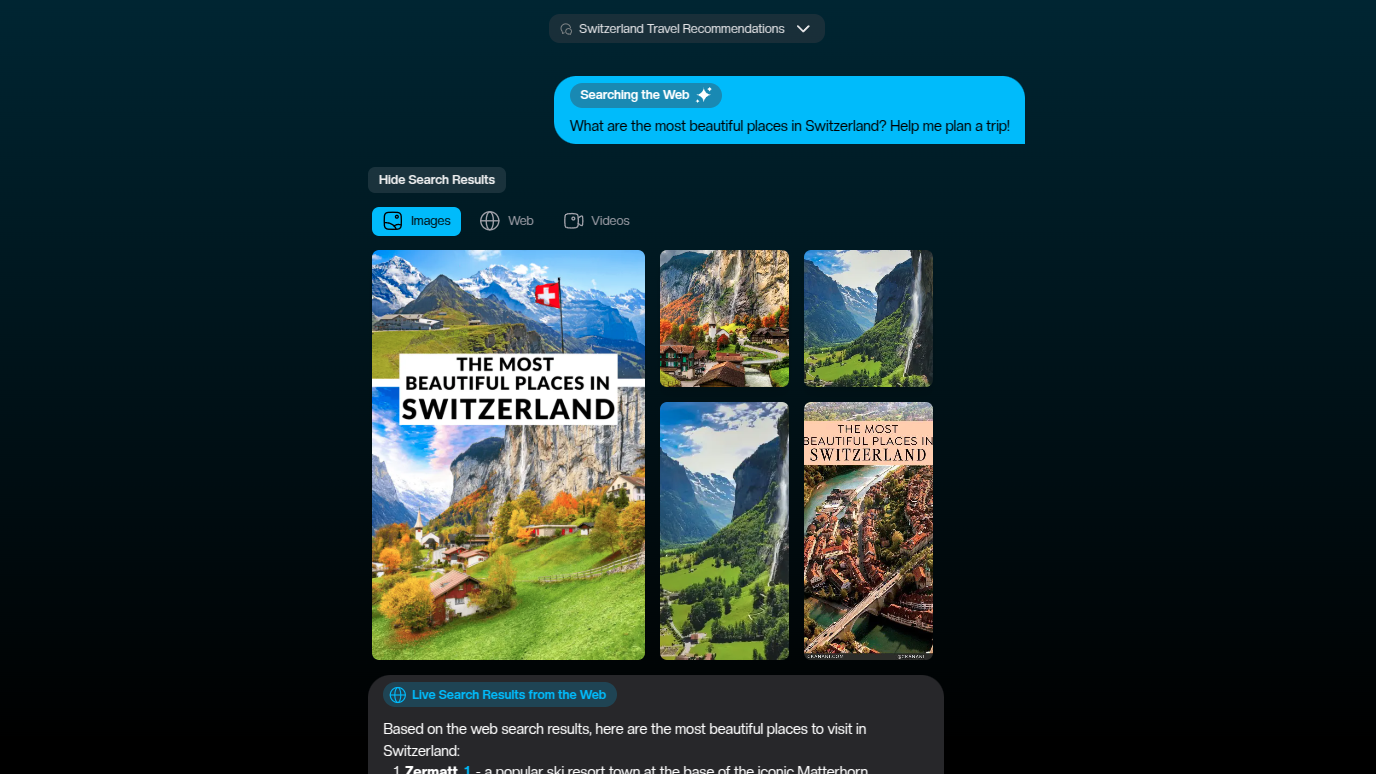 Switzerland Travel Recommendations
Searching the Web
What are the most beautiful places in Switzerland? Help me plan a trip!
Hide Search Results
Images
Web
Videos
THE MOST
BEAUTIFUL PLACES IN
SWITZERLAND
THE MOST
BEAUTIFUL PLACES IN
SWITZERLAND
Live Search Results from the Web
Based on the web search results, here are the most beautiful places to visit in
Switzerland:
1. Zermatt 1 - a popular ski resort town at the base of the iconic Matterhorn